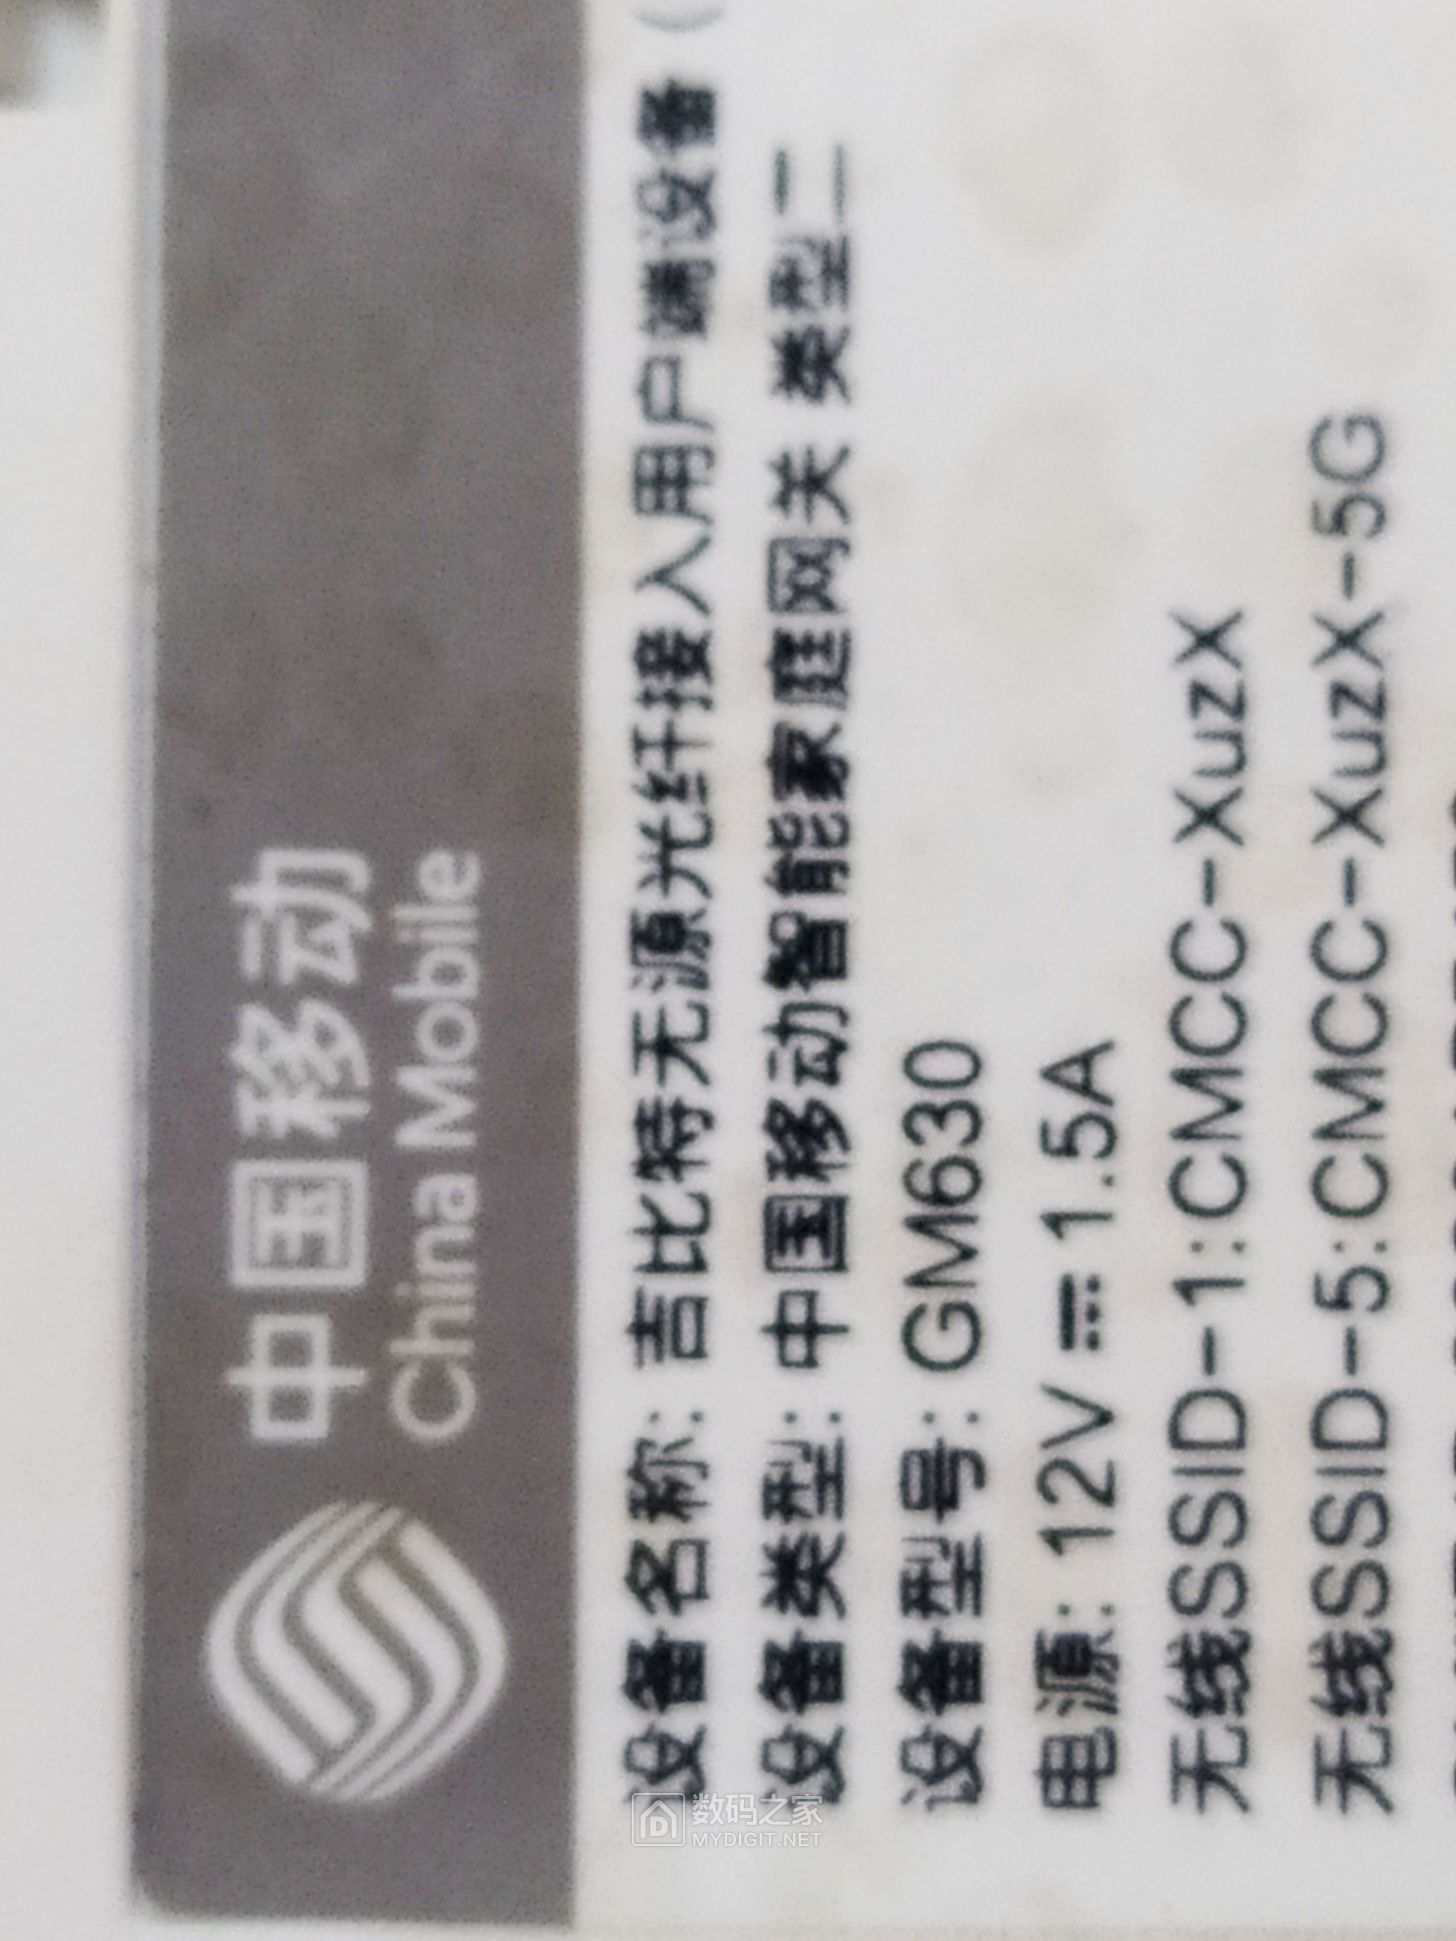 中国移动
China Mobile
设备名称: 吉比特无源光纤接入用户端设备 (
设备类型: 中国移动智能家庭网关 类型二
设备型号: GM630
电源: 12V ⎓ 1.5A
无线SSID-1:CMCC-XuzX
无线SSID-5:CMCC-XuzX-5G
数码之家
MYDIGIT.NET